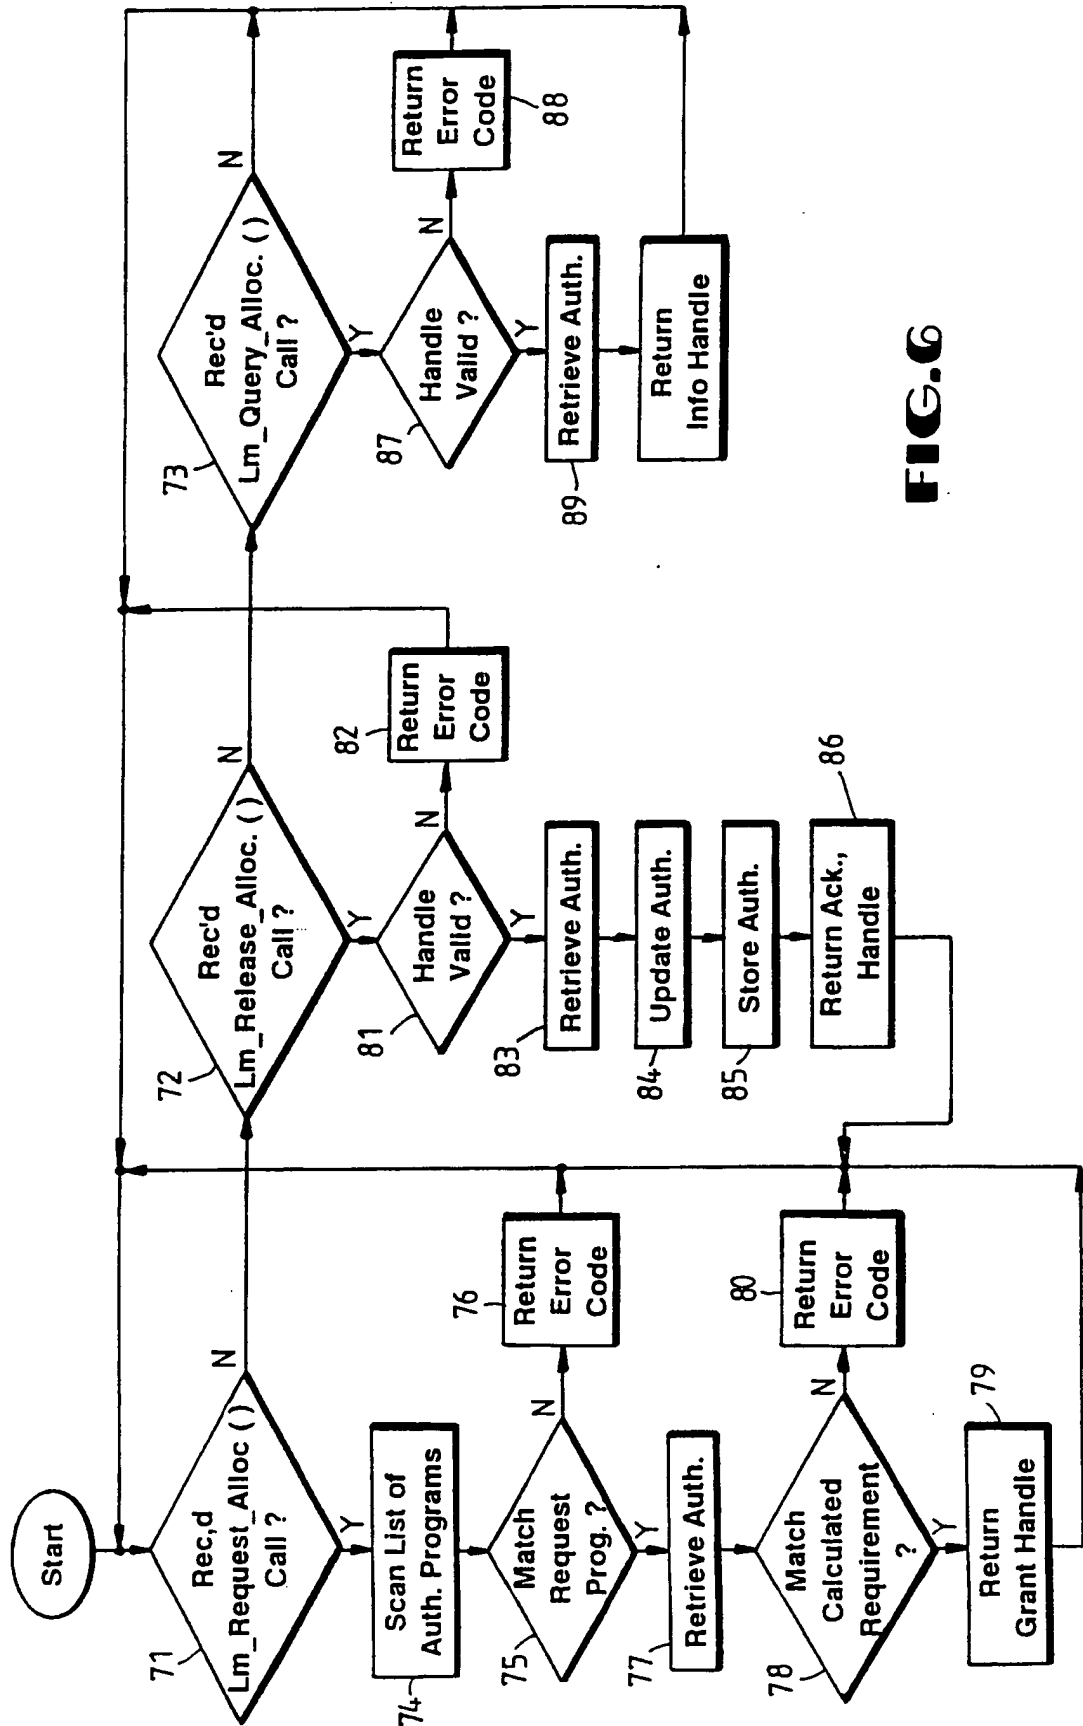 Start
71
Rec,d
Lm_Request_Alloc ()
Call ?
N
Y
74
Scan List of
Auth. Programs
75
Match
Request
Prog. ?
N
Y
76
Return
Error
Code
77
Retrieve Auth.
78
Match
Calculated
Requirement
?
N
Y
80
Return
Error
Code
79
Return
Grant Handle
72
Rec'd
Lm_Release_Alloc. ()
Call ?
N
Y
81
Handle
Valid ?
N
Y
82
Return
Error
Code
83
Retrieve Auth.
84
Update Auth.
85
Store Auth.
86
Return Ack.,
Handle
73
Rec'd
Lm_Query_Alloc. ()
Call ?
N
Y
87
Handle
Valid ?
N
Y
Return
Error
Code
88
89
Retrieve Auth.
Return
Info Handle
FIG.6